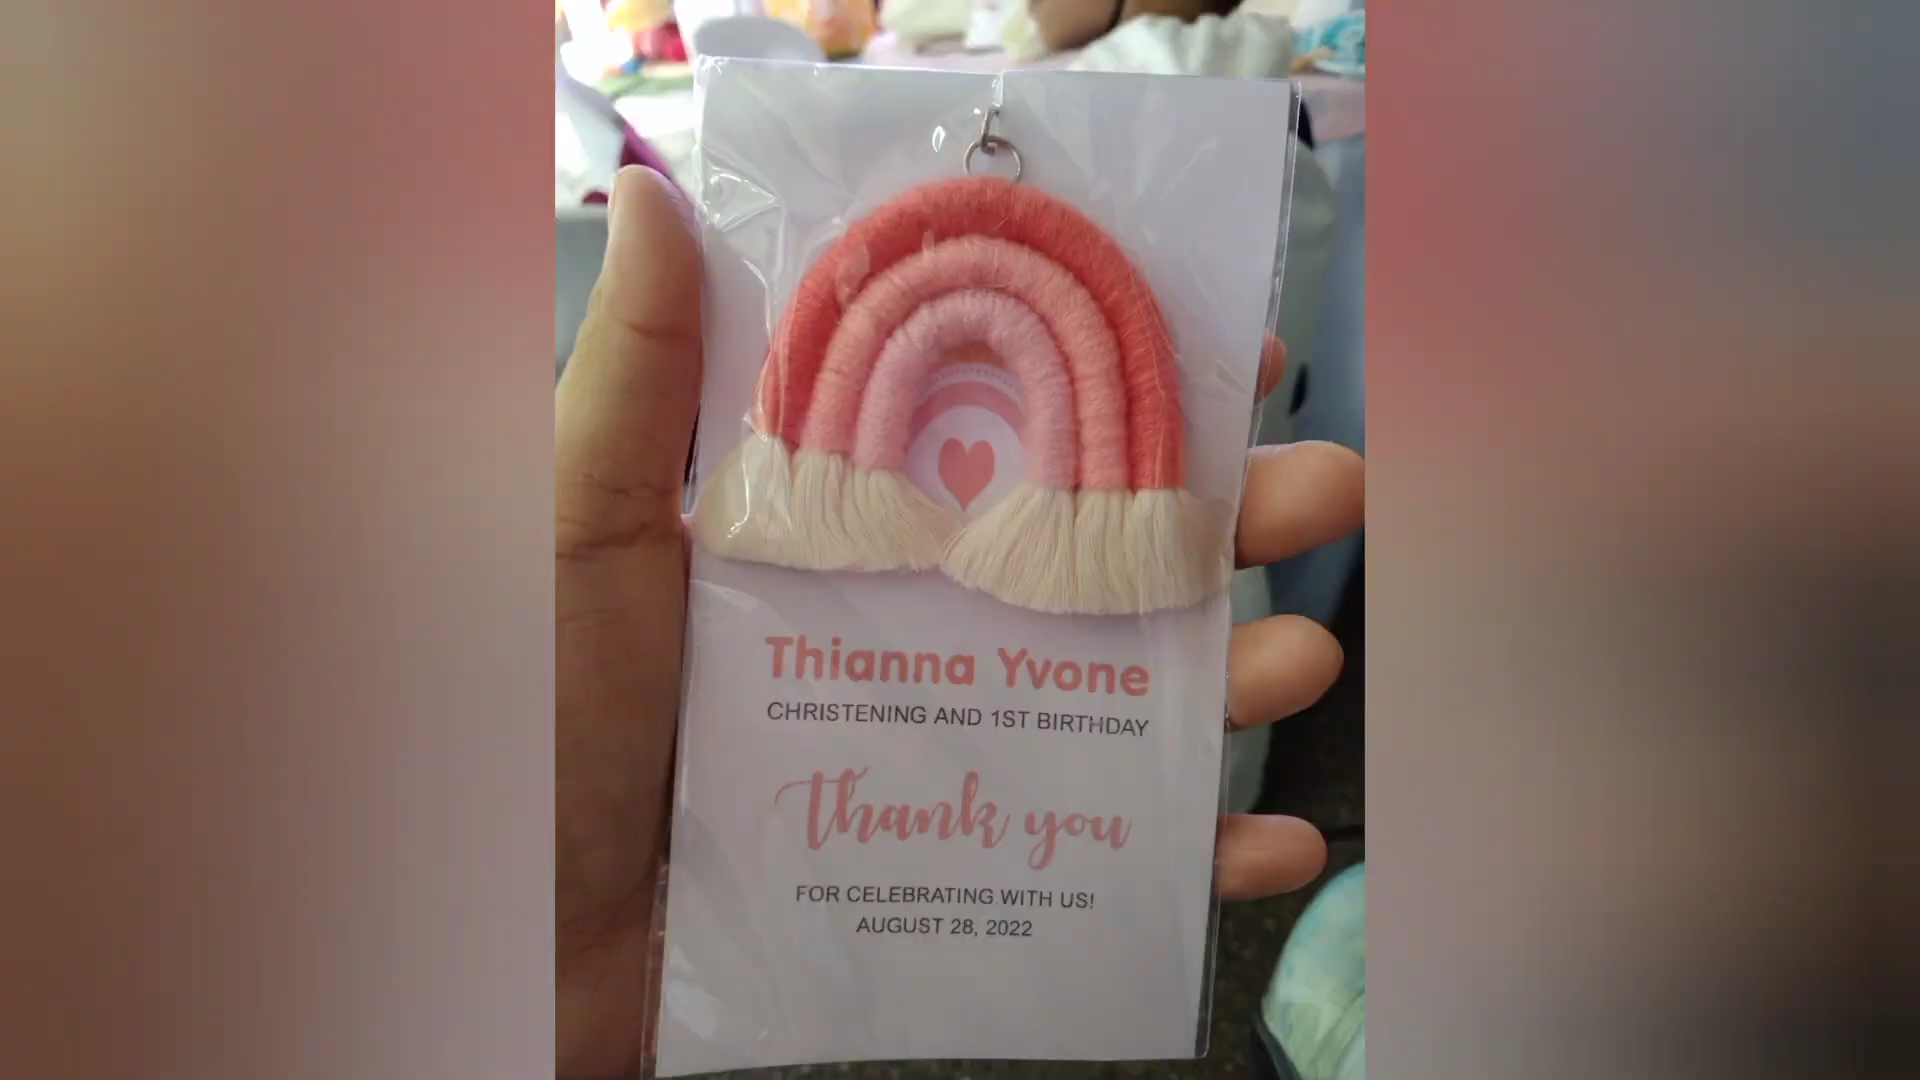 Thianna Yvone
CHRISTENING AND 1ST BIRTHDAY
thank you
FOR CELEBRATING WITH US!
AUGUST 28, 2022